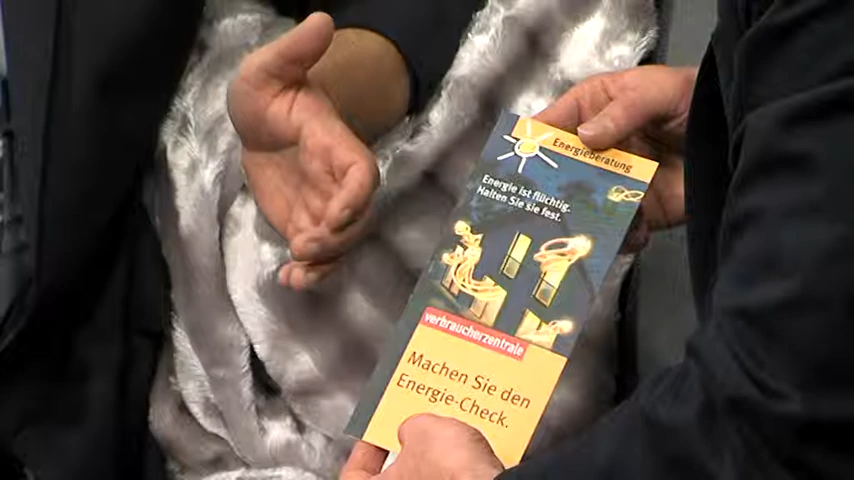 Energieberatung
Energie ist flüchtig.
Halten Sie sie fest.
verbraucherzentrale
Machen Sie den
Energie-Check.